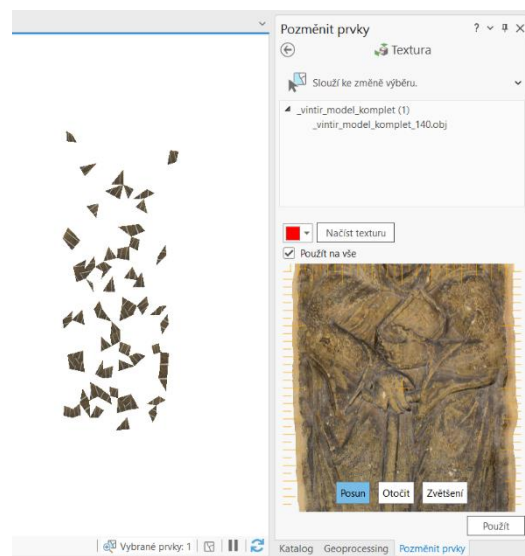 Pozměnit prvky
Textura
Slouží ke změně výběru.
_vintir_model_komplet (1)
_vintir_model_komplet_140.obj
Načíst texturu
Použít na vše
Posun Otočit Zvětšení
Použít
Vybrané prvky: 1
Katalog Geoprocessing Pozměnit prvky